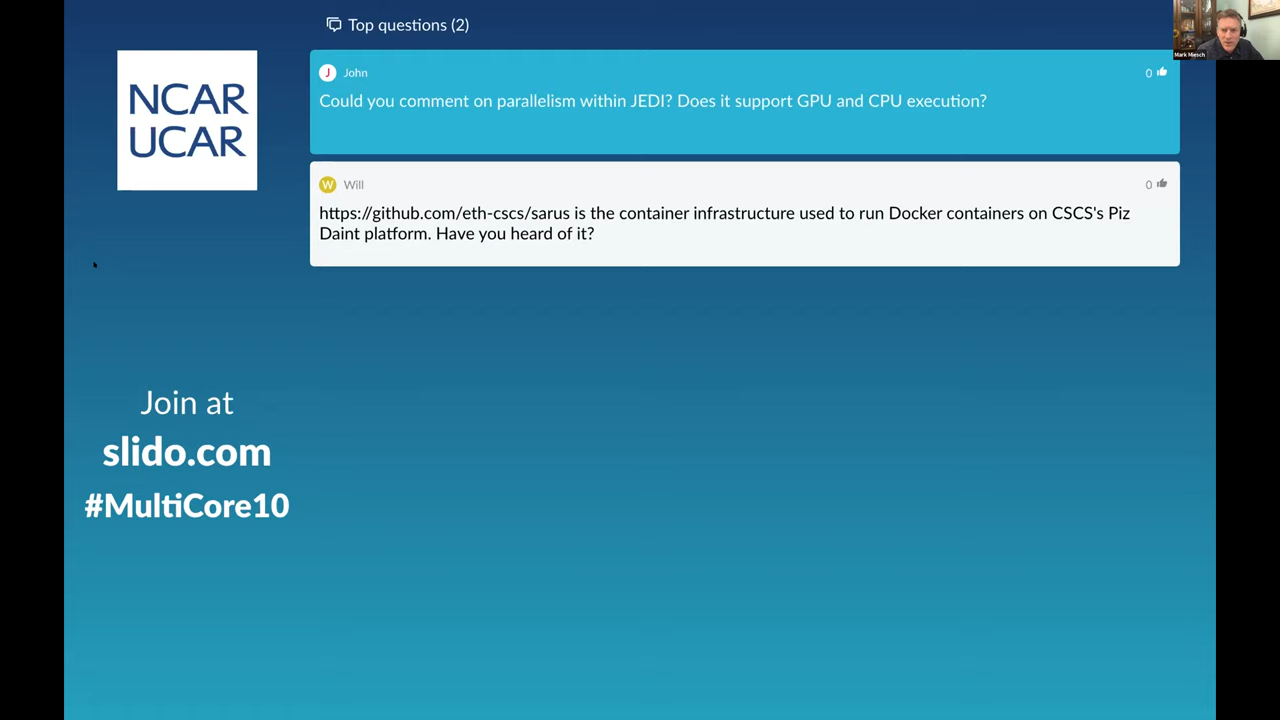 Top questions (2)
Mark Miesch
NCAR
UCAR
J John 0
Could you comment on parallelism within JEDI? Does it support GPU and CPU execution?
W Will 0
https://github.com/eth-cscs/sarus is the container infrastructure used to run Docker containers on CSCS's Piz
Daint platform. Have you heard of it?
Join at
slido.com
#MultiCore10